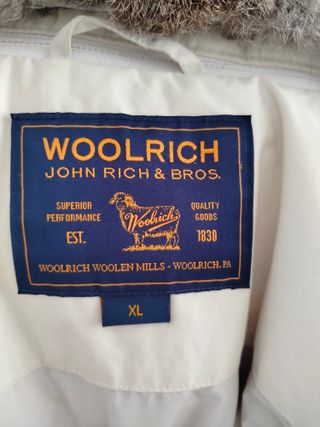 WOOLRICH
JOHN RICH & BROS.
SUPERIOR PERFORMANCE
Woolrich
QUALITY GOODS
EST.
1830
WOOLRICH WOOLEN MILLS - WOOLRICH, PA
XL